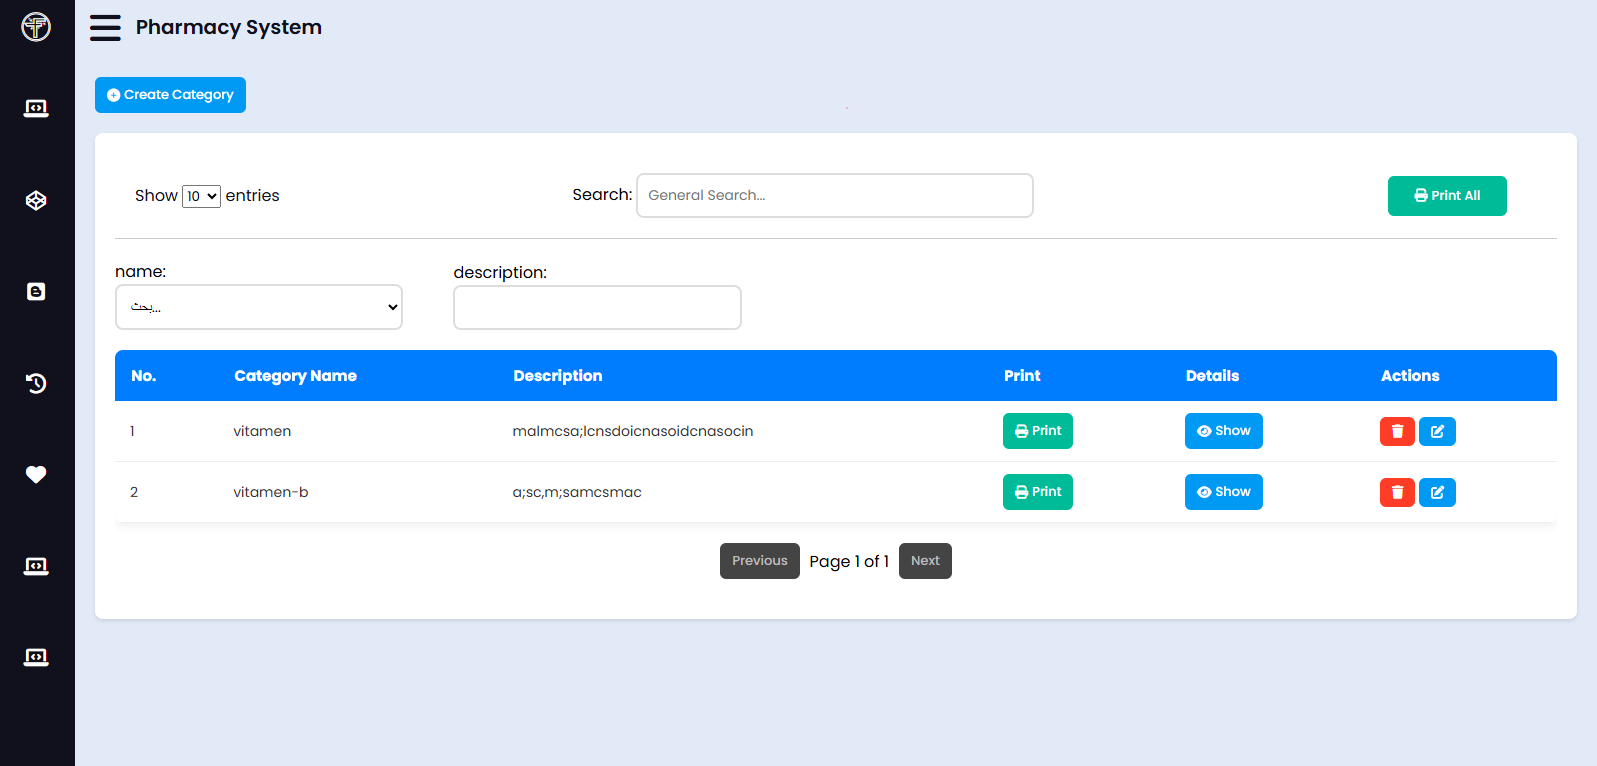 Pharmacy System
Create Category
Show 10 entries
Search: General Search...
Print All
name:
بحث...
description:
No. Category Name Description Print Details Actions
1 vitamen malmcsa;lcnsdoicnasoidcnasocin Print Show
2 vitamen-b a;sc,m;samcsmac Print Show
Previous Page 1 of 1 Next